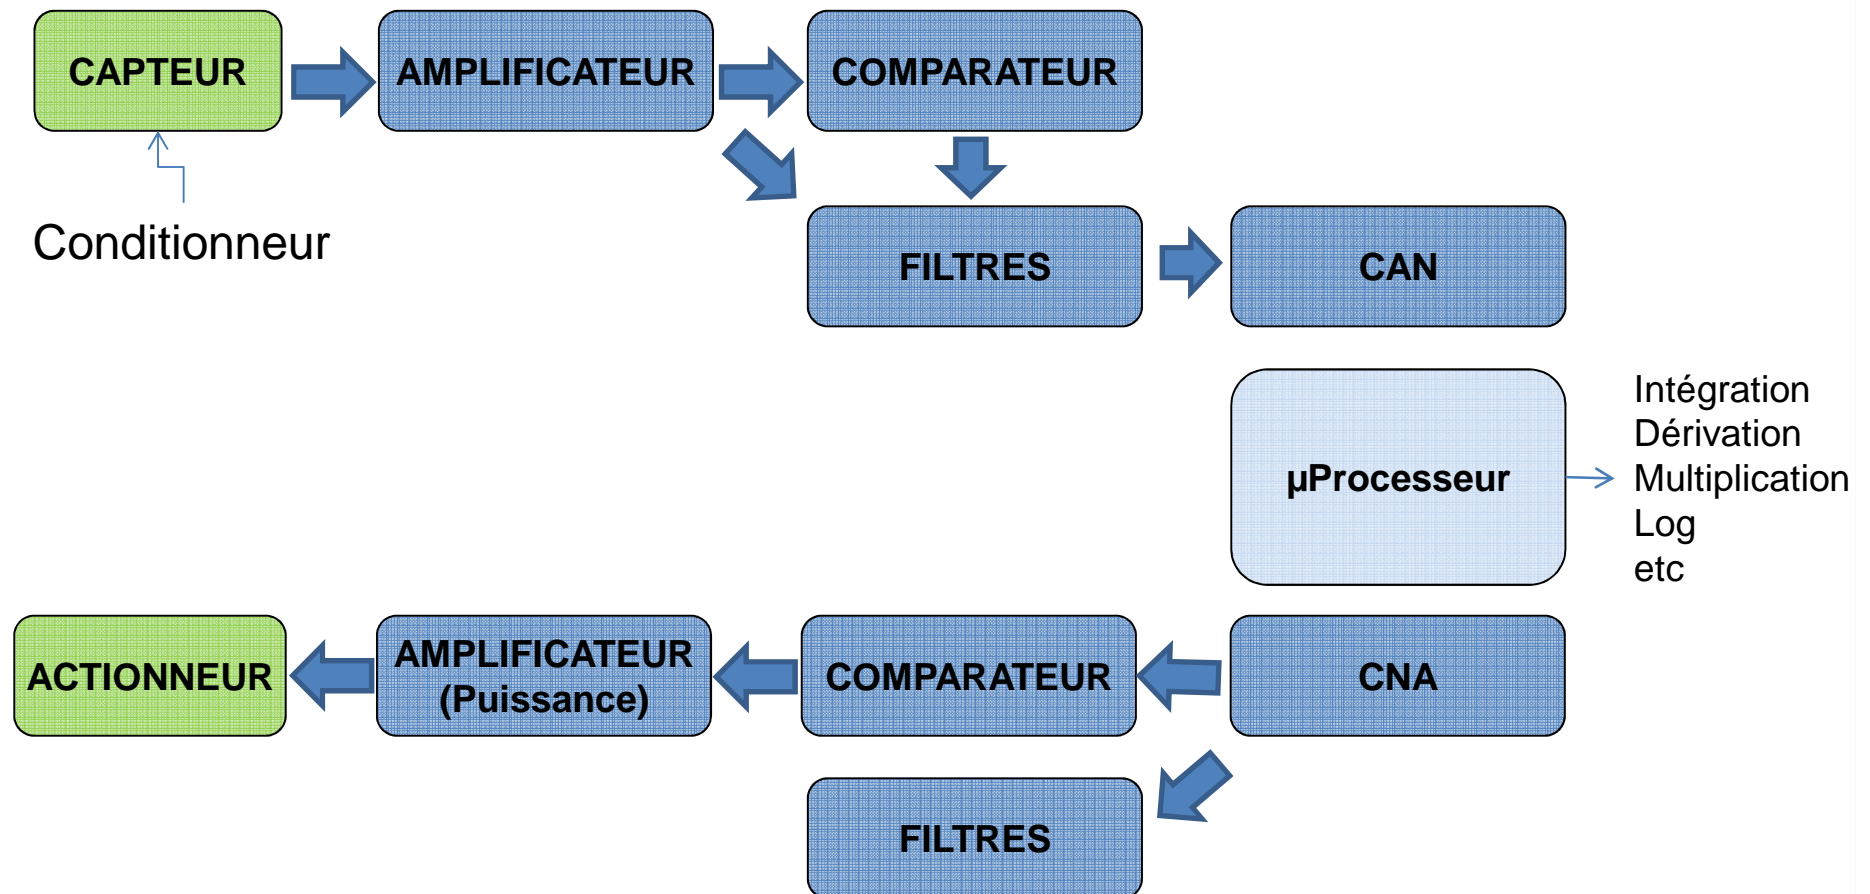 CAPTEUR
AMPLIFICATEUR
COMPARATEUR
Conditionneur
FILTRES
CAN
µProcesseur
Intégration
Dérivation
Multiplication
Log
etc
ACTIONNEUR
AMPLIFICATEUR
(Puissance)
COMPARATEUR
CNA
FILTRES